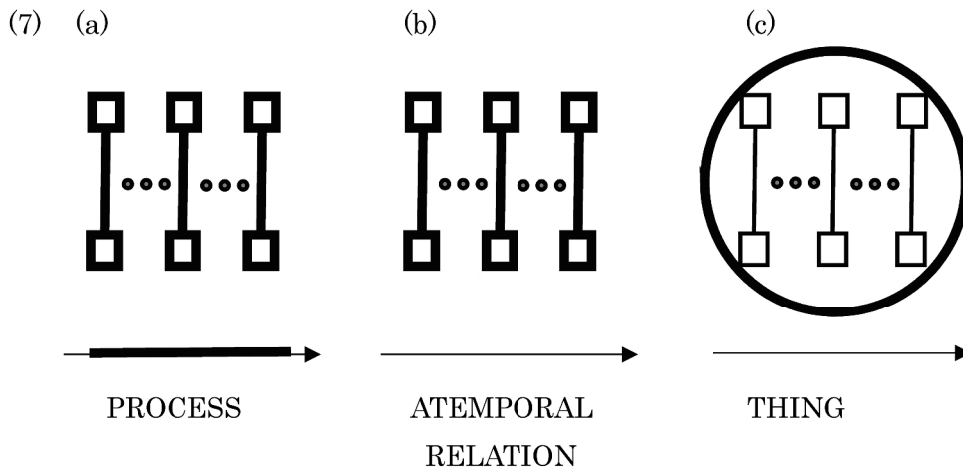 (7) (a) (b) (c)
PROCESS ATEMPORAL THING
RELATION